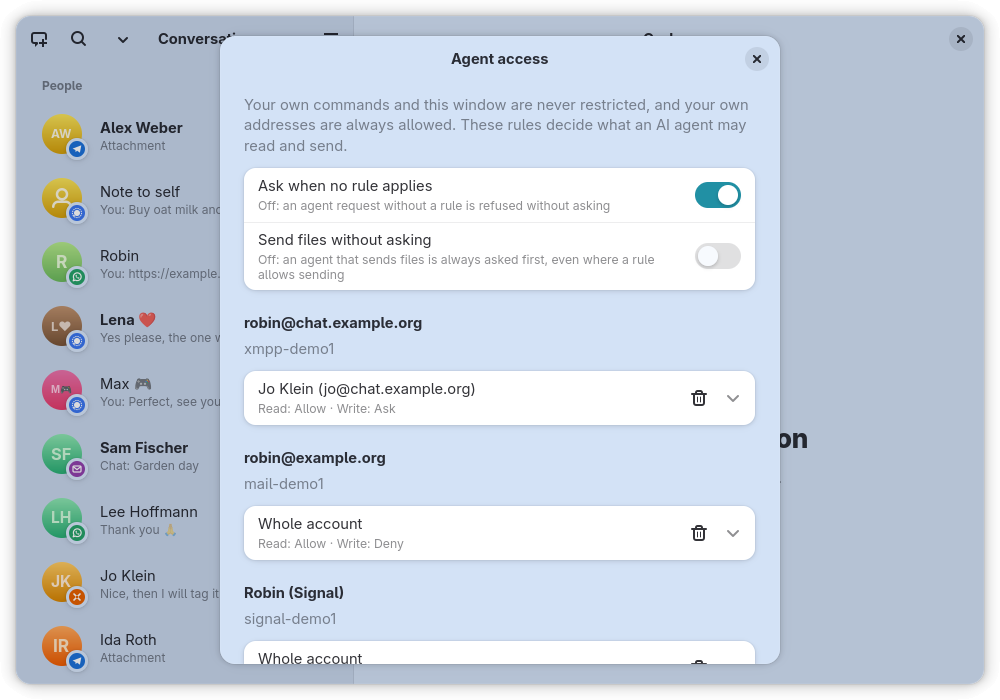 Agent access
Your own commands and this window are never restricted, and your own
addresses are always allowed. These rules decide what an AI agent may
read and send.
Ask when no rule applies
Off: an agent request without a rule is refused without asking
Send files without asking
Off: an agent that sends files is always asked first, even where a rule
allows sending
robin@chat.example.org
xmpp-demo1
Jo Klein (jo@chat.example.org)
Read: Allow · Write: Ask
robin@example.org
mail-demo1
Whole account
Read: Allow · Write: Deny
Robin (Signal)
signal-demo1
Whole account
People
AW
Alex Weber
Attachment
Note to self
You: Buy oat milk and
R
Robin
You: https://example.
L❤
Lena ❤️
Yes please, the one w
M🎮
Max 🎮
You: Perfect, see you
SF
Sam Fischer
Chat: Garden day
LH
Lee Hoffmann
Thank you 🙏
JK
Jo Klein
Nice, then I will tag it
IR
Ida Roth
Attachment